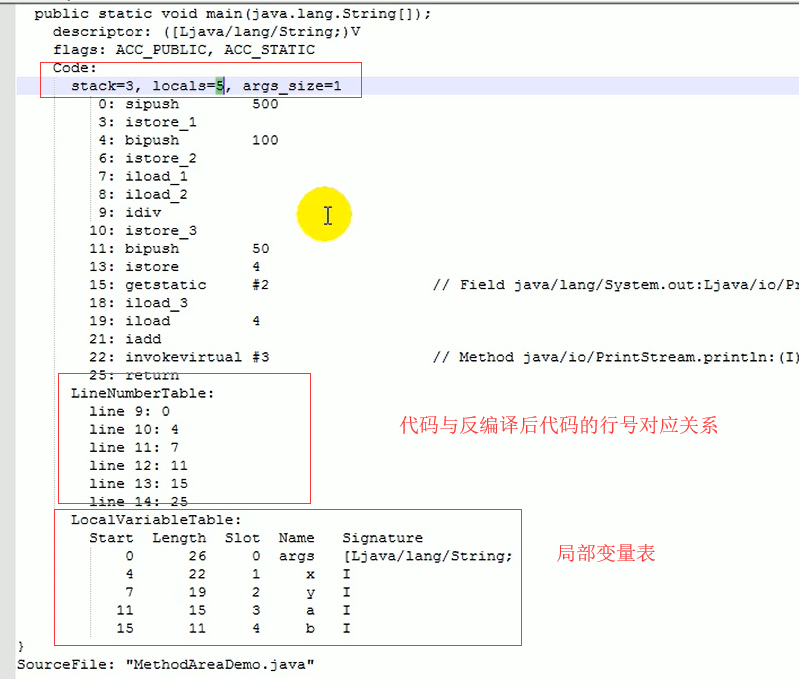 public static void main(java.lang.String[]);
descriptor: ([Ljava/lang/String;)V
flags: ACC_PUBLIC, ACC_STATIC
Code:
stack=3, locals=5, args_size=1
0: sipush 500
3: istore_1
4: bipush 100
6: istore_2
7: iload_1
8: iload_2
9: idiv
10: istore_3
11: bipush 50
13: istore 4
15: getstatic #2 // Field java/lang/System.out:Ljava/io/Pr
18: iload_3
19: iload 4
21: iadd
22: invokevirtual #3 // Method java/io/PrintStream.println:(I)
25: return
LineNumberTable:
line 9: 0
line 10: 4
line 11: 7
line 12: 11
line 13: 15
line 14: 25
代码与反编译后代码的行号对应关系
LocalVariableTable:
Start Length Slot Name Signature
0 26 0 args [Ljava/lang/String;
4 22 1 x I
7 19 2 y I
11 15 3 a I
15 11 4 b I
局部变量表
}
SourceFile: "MethodAreaDemo.java"